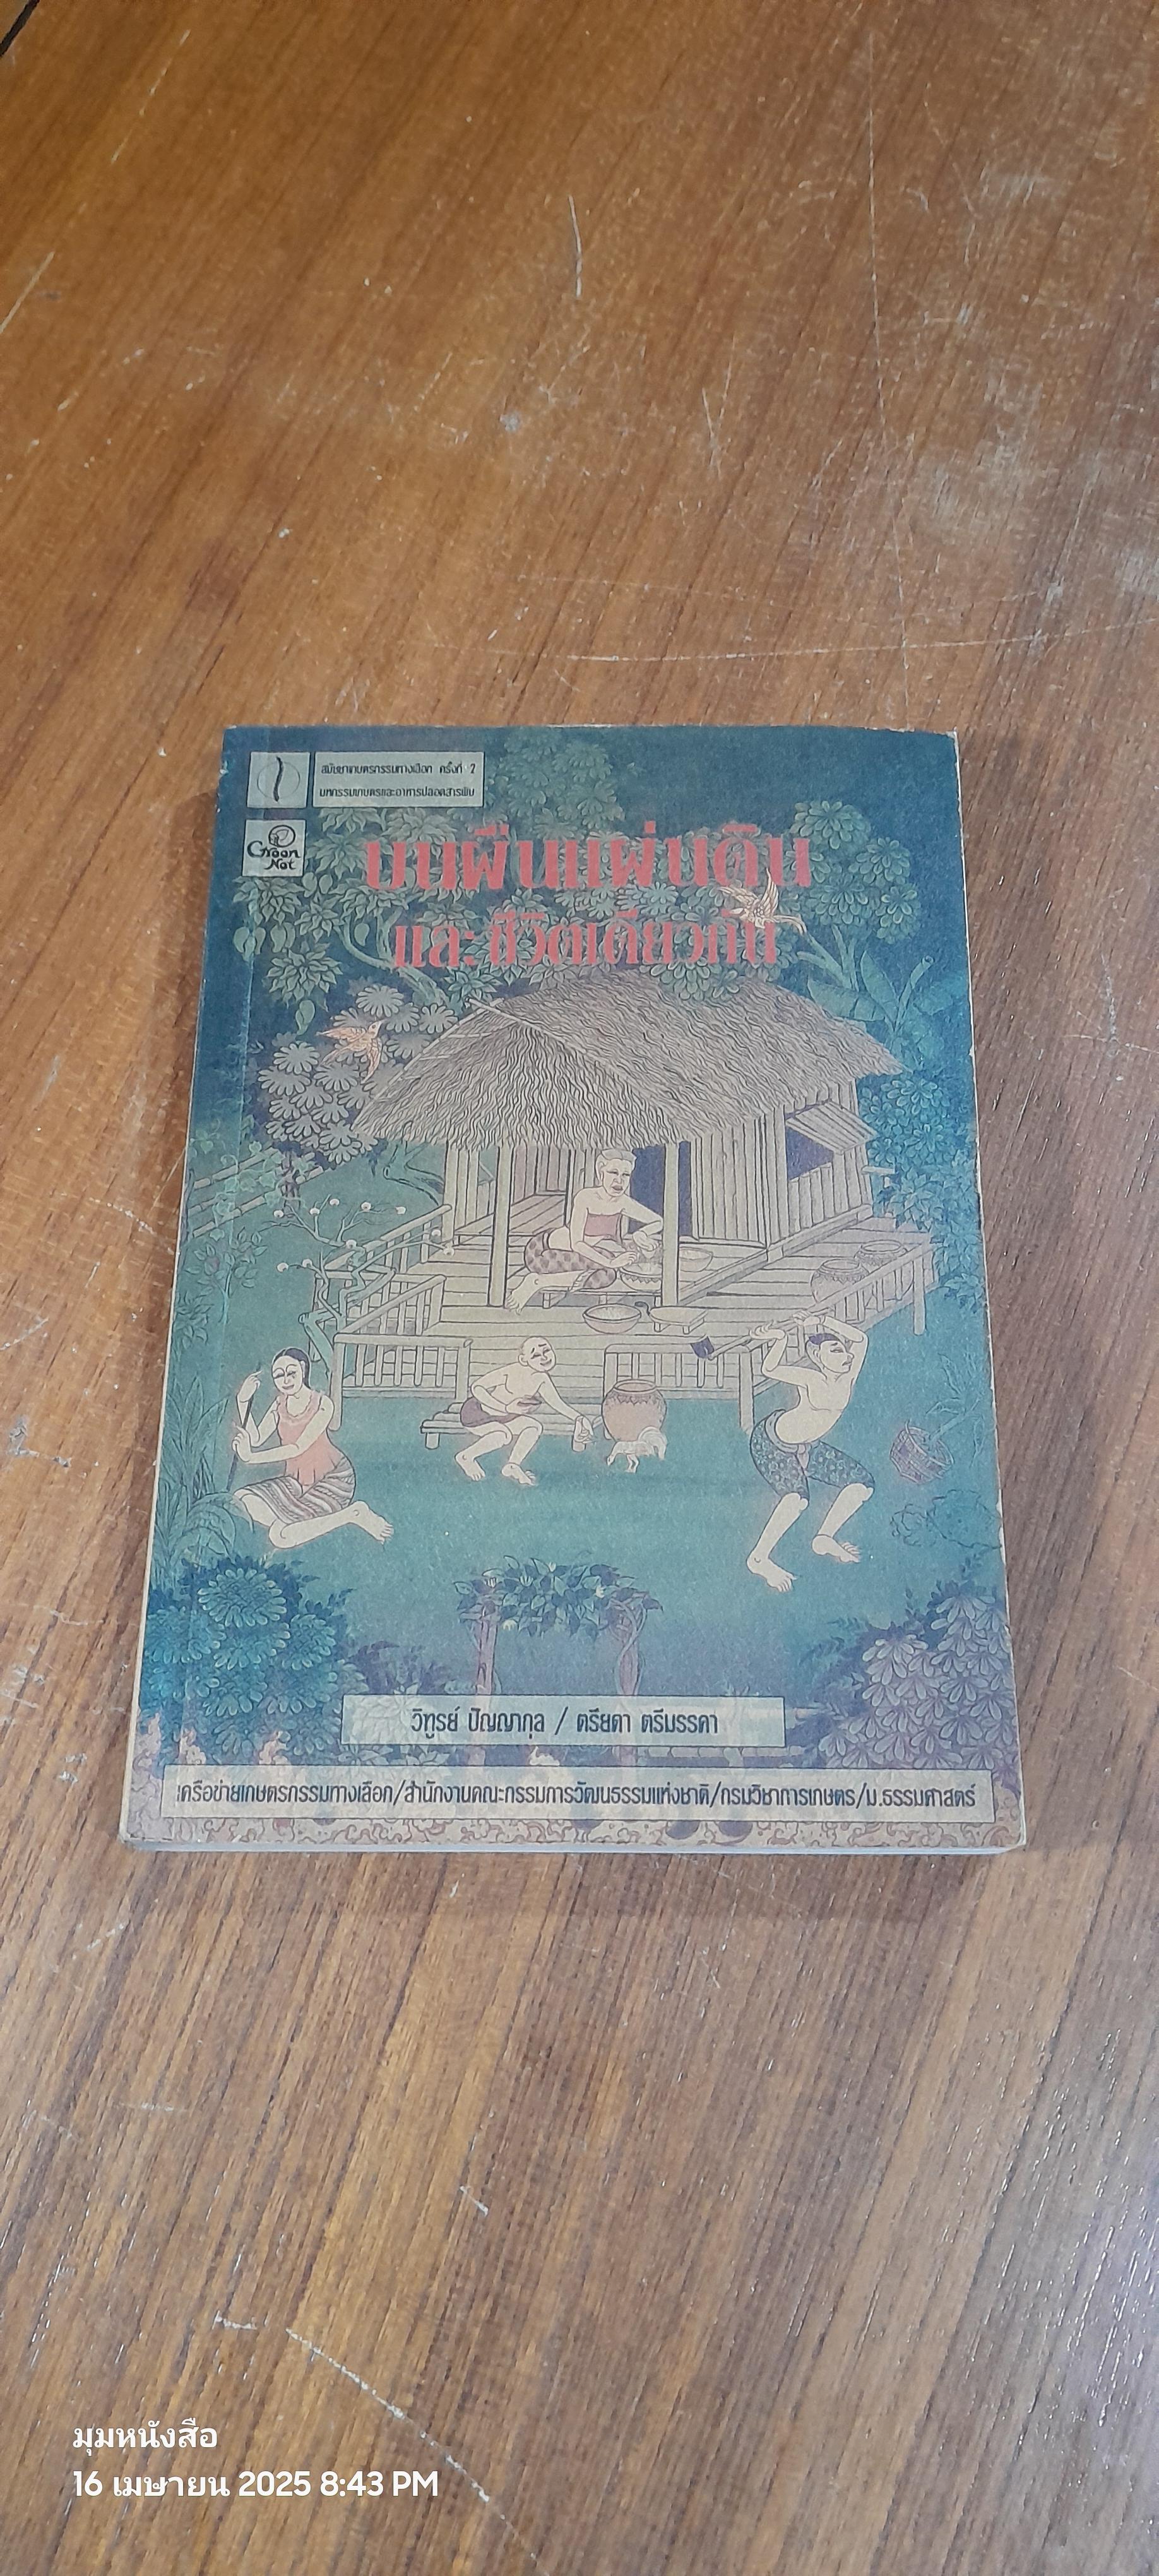 สมัชชาเกษตรกรรมทางเลือก ครั้งที่ 2
มหกรรมเกษตรและอาหารปลอดสารพิษ
Green
Net
บนผืนแผ่นดิน
และชีวิตเดียวกัน
วิฑูรย์ ปัญญากุล / ตรียดา ตรีมรรคา
เครือข่ายเกษตรกรรมทางเลือก/สำนักงานคณะกรรมการวัฒนธรรมแห่งชาติ/กรมวิชาการเกษตร/ม.ธรรมศาสตร์
มุมหนังสือ
16 เมษายน 2025 8:43 PM